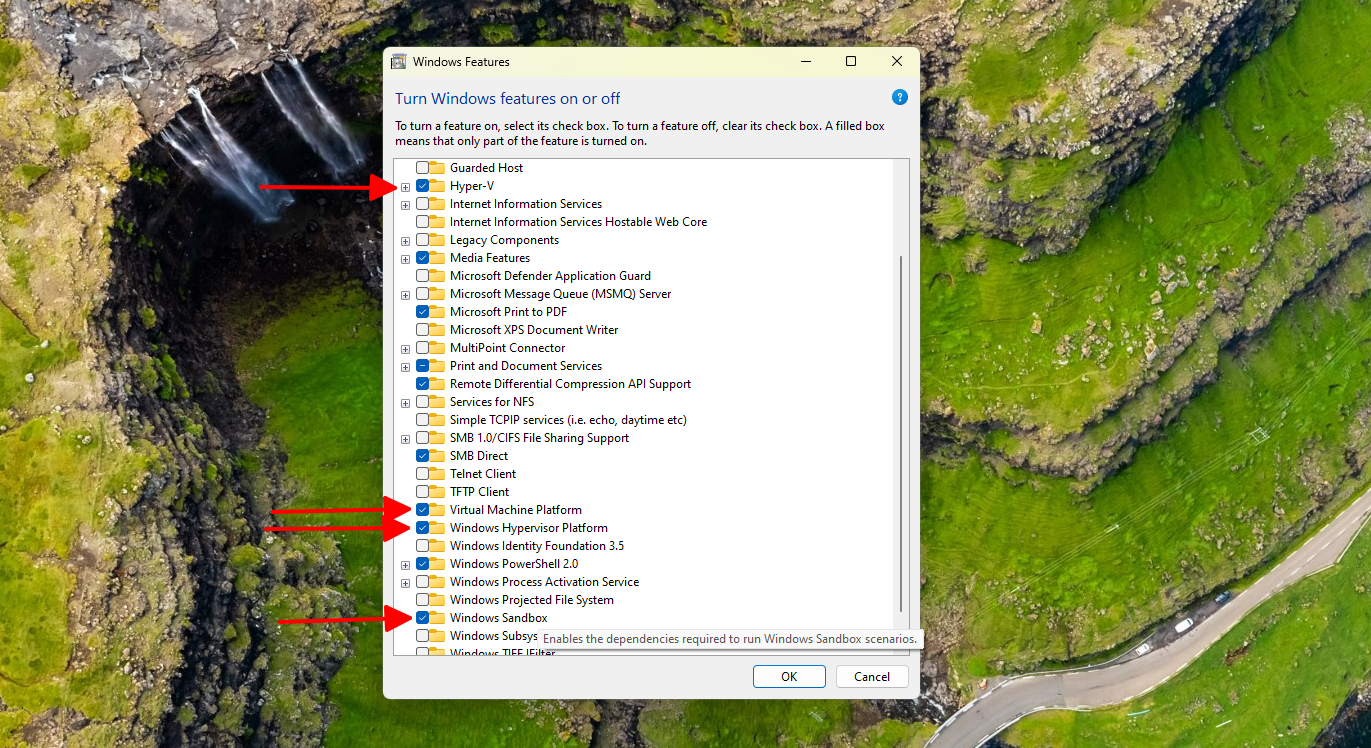 Windows Features
Turn Windows features on or off
?
To turn a feature on, select its check box. To turn a feature off, clear its check box. A filled box
means that only part of the feature is turned on.
Guarded Host
Hyper-V
Internet Information Services
Internet Information Services Hostable Web Core
Legacy Components
Media Features
Microsoft Defender Application Guard
Microsoft Message Queue (MSMQ) Server
Microsoft Print to PDF
Microsoft XPS Document Writer
MultiPoint Connector
Print and Document Services
Remote Differential Compression API Support
Services for NFS
Simple TCPIP services (i.e. echo, daytime etc)
SMB 1.0/CIFS File Sharing Support
SMB Direct
Telnet Client
TFTP Client
Virtual Machine Platform
Windows Hypervisor Platform
Windows Identity Foundation 3.5
Windows PowerShell 2.0
Windows Process Activation Service
Windows Projected File System
Windows Sandbox
Windows Subsys
Enables the dependencies required to run Windows Sandbox scenarios.
Windows TIFF IFilter
OK
Cancel